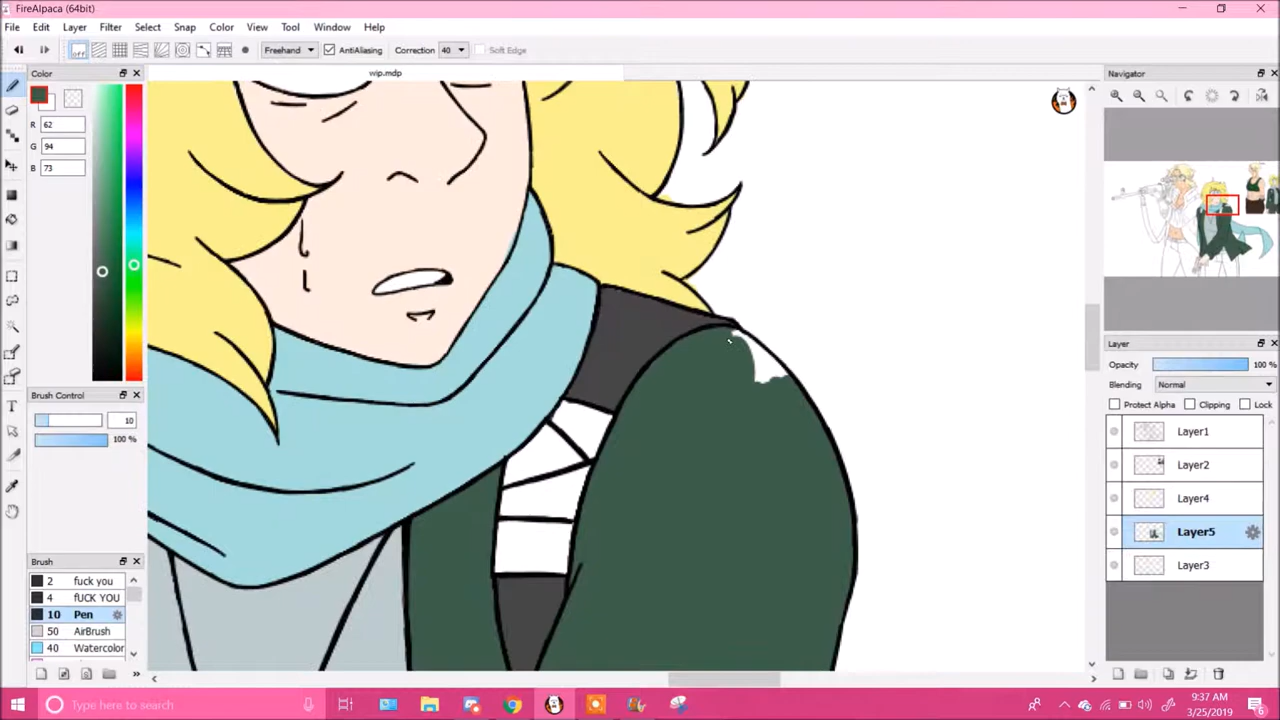 FireAlpaca (64bit)
File Edit Layer Filter Select Snap Color View Tool Window Help
off Freehand AntiAliasing Correction 40 Soft Edge
Color
wip.mdp
Navigator
R 62
G 94
B 73
Layer
Opacity 100 %
Blending Normal
Protect Alpha Clipping Lock
Brush Control
10
100 %
Layer1
Layer2
Layer4
Layer5
Layer3
Brush
2 fuck you
4 fUCK YOU
10 Pen
50 AirBrush
40 Watercolor
Type here to search
9:37 AM
3/25/2019
6